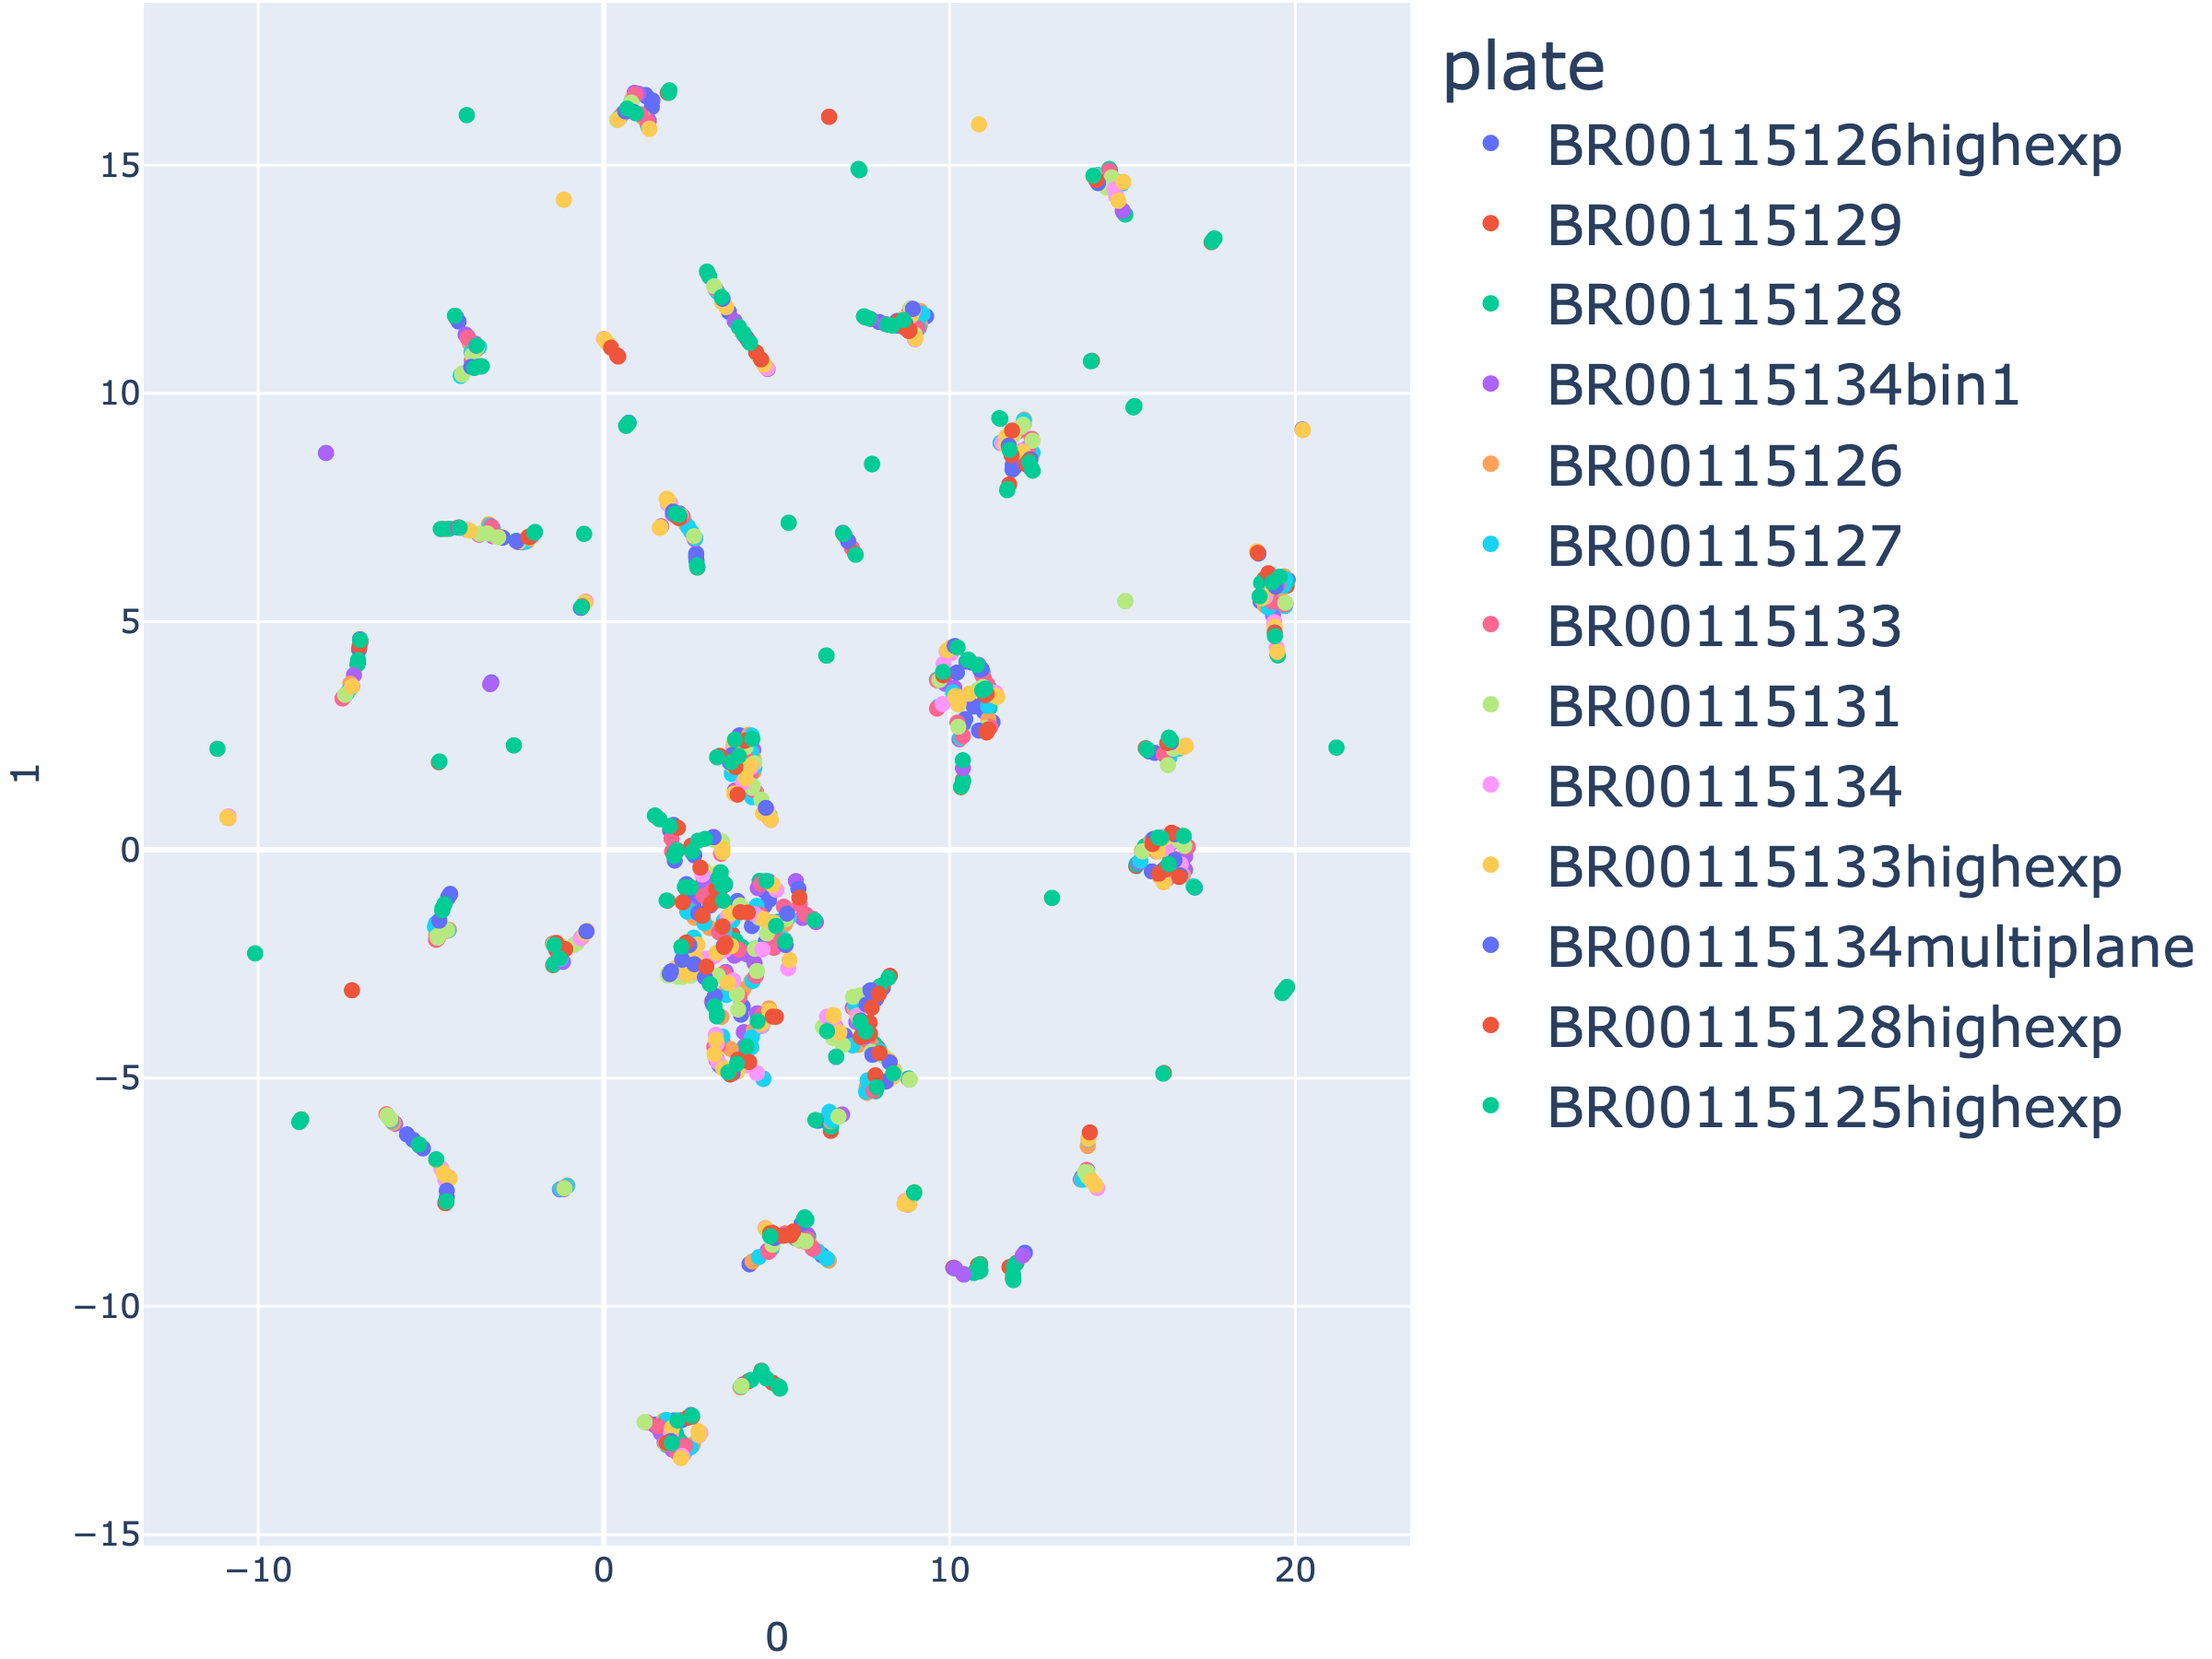 plate
BR00115126highexp
BR00115129
BR00115128
BR00115134bin1
BR00115126
BR00115127
BR00115133
BR00115131
BR00115134
BR00115133highexp
BR00115134multiplane
BR00115128highexp
BR00115125highexp
15
10
5
0
−5
−10
−15
1
−10 0 10 20
0